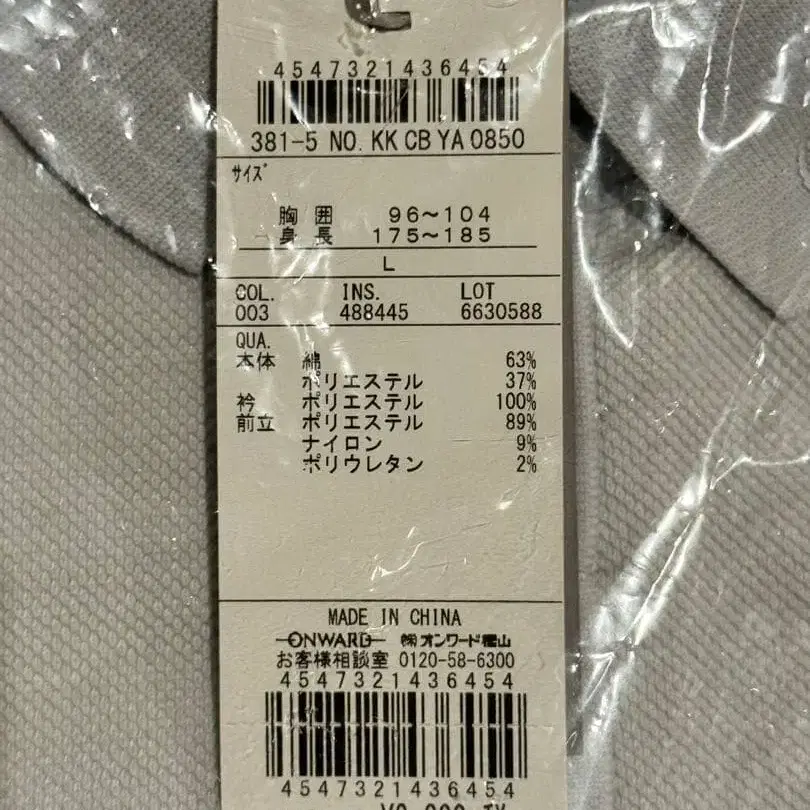 4547321436454
381-5 NO. KK CB YA 0850
サイズ
胸囲 96～104
身長 175～185
L
COL. INS. LOT
003 488445 6630588
QUA.
本体 綿 63%
ポリエステル 37%
衿 ポリエステル 100%
前立 ポリエステル 89%
ナイロン 9%
ポリウレタン 2%
MADE IN CHINA
ONWARD ㈱オンワード樫山
お客様相談室 0120-58-6300
4547321436454
4547321436454